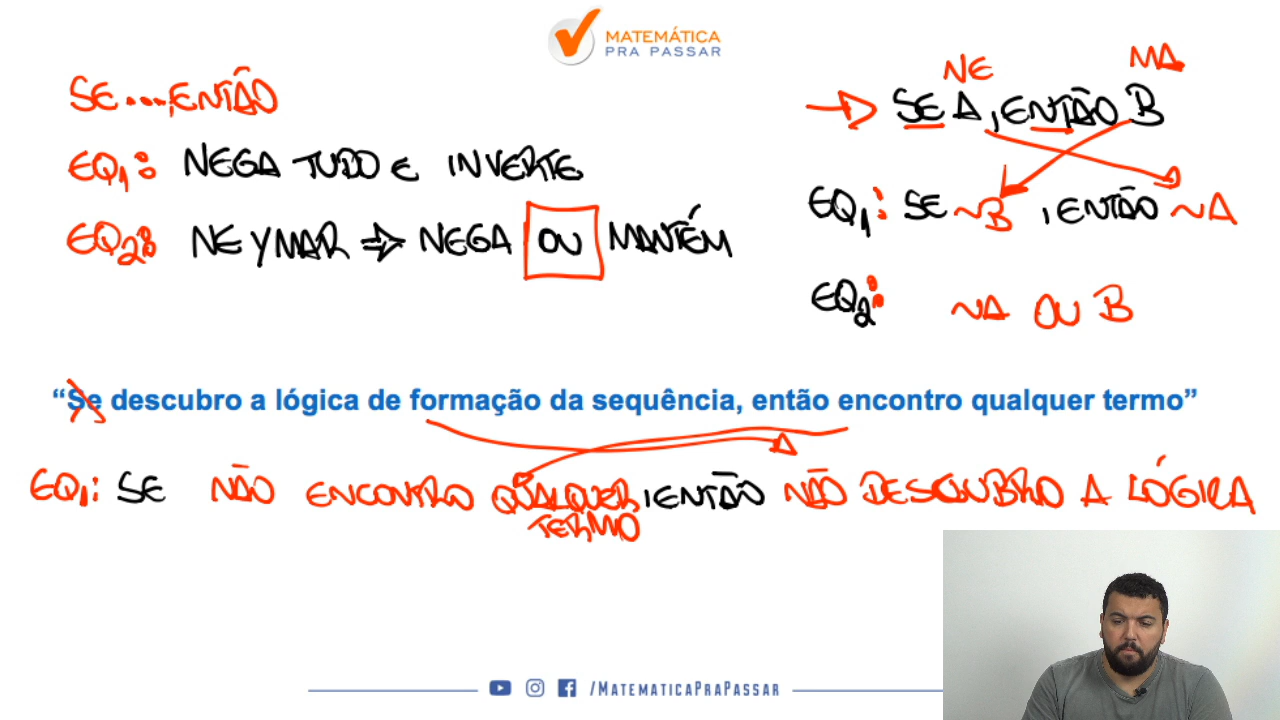 MATEMÁTICA
PRA PASSAR
SE...,ENTÃO
EQ1: NEGA TUDO E INVERTE
EQ2: NEYMAR => NEGA OU MANTÉM
NE MA
→ SE A, ENTÃO B
EQ1: SE ~B , ENTÃO ~A
EQ2: ~A OU B
“Se descubro a lógica de formação da sequência, então encontro qualquer termo”
EQ1: SE NÃO ENCONTRO QUALQUER, ENTÃO NÃO DESCUBRO A LÓGICA
TERMO
/MATEMATICAPRAPASSAR